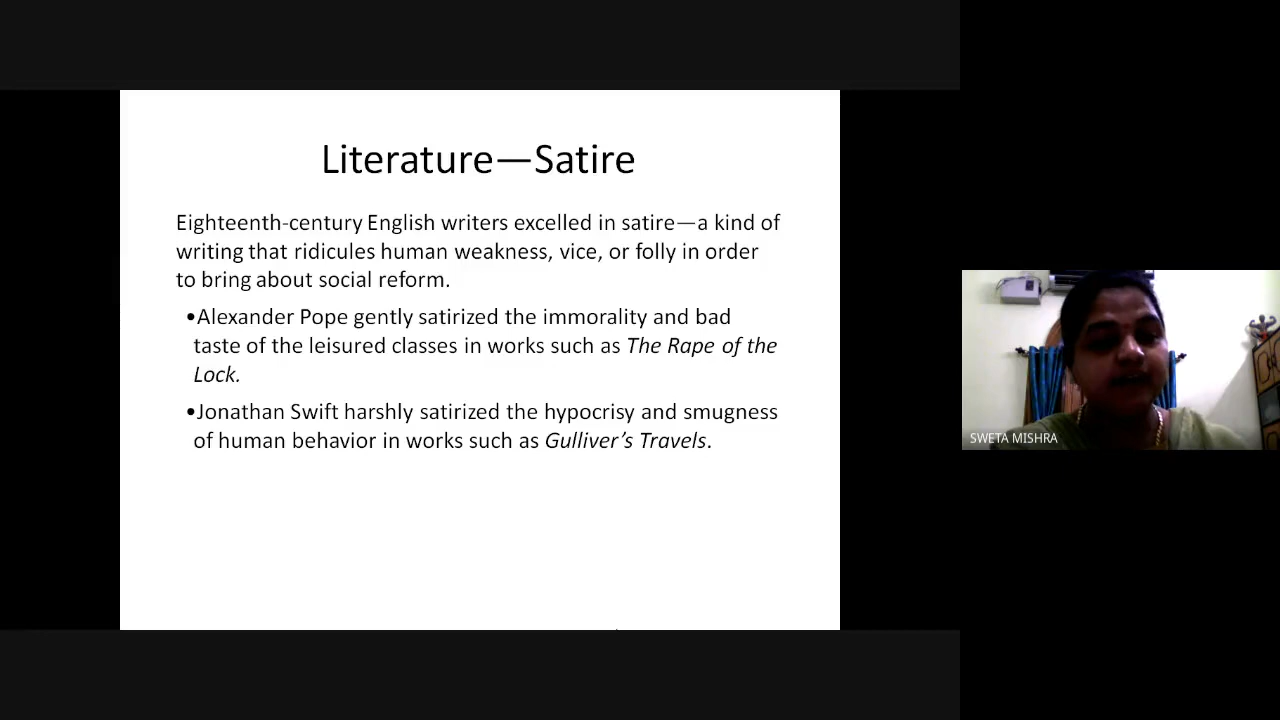 Literature—Satire
Eighteenth-century English writers excelled in satire—a kind of
writing that ridicules human weakness, vice, or folly in order
to bring about social reform.
•Alexander Pope gently satirized the immorality and bad
taste of the leisured classes in works such as The Rape of the
Lock.
•Jonathan Swift harshly satirized the hypocrisy and smugness
of human behavior in works such as Gulliver’s Travels.
SWETA MISHRA